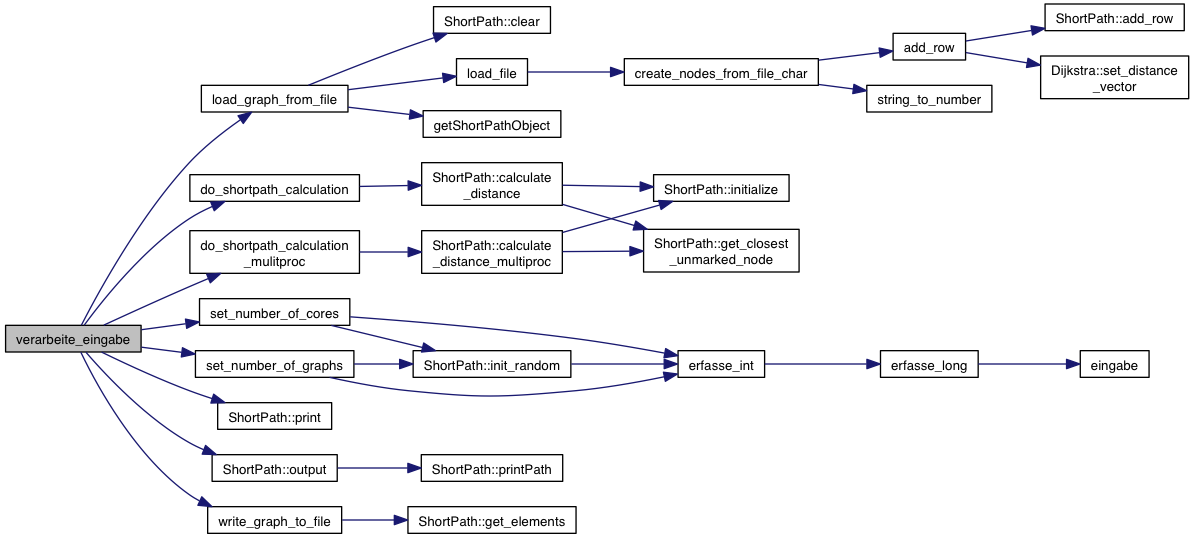 verarbeite_eingabe
load_graph_from_file
do_shortpath_calculation
do_shortpath_calculation
_mulitproc
set_number_of_cores
set_number_of_graphs
ShortPath::print
ShortPath::output
write_graph_to_file
ShortPath::clear
load_file
getShortPathObject
ShortPath::calculate
_distance
ShortPath::calculate
_distance_multiproc
ShortPath::init_random
ShortPath::printPath
ShortPath::get_elements
create_nodes_from_file_char
ShortPath::initialize
ShortPath::get_closest
_unmarked_node
erfasse_int
add_row
string_to_number
erfasse_long
ShortPath::add_row
Dijkstra::set_distance
_vector
eingabe